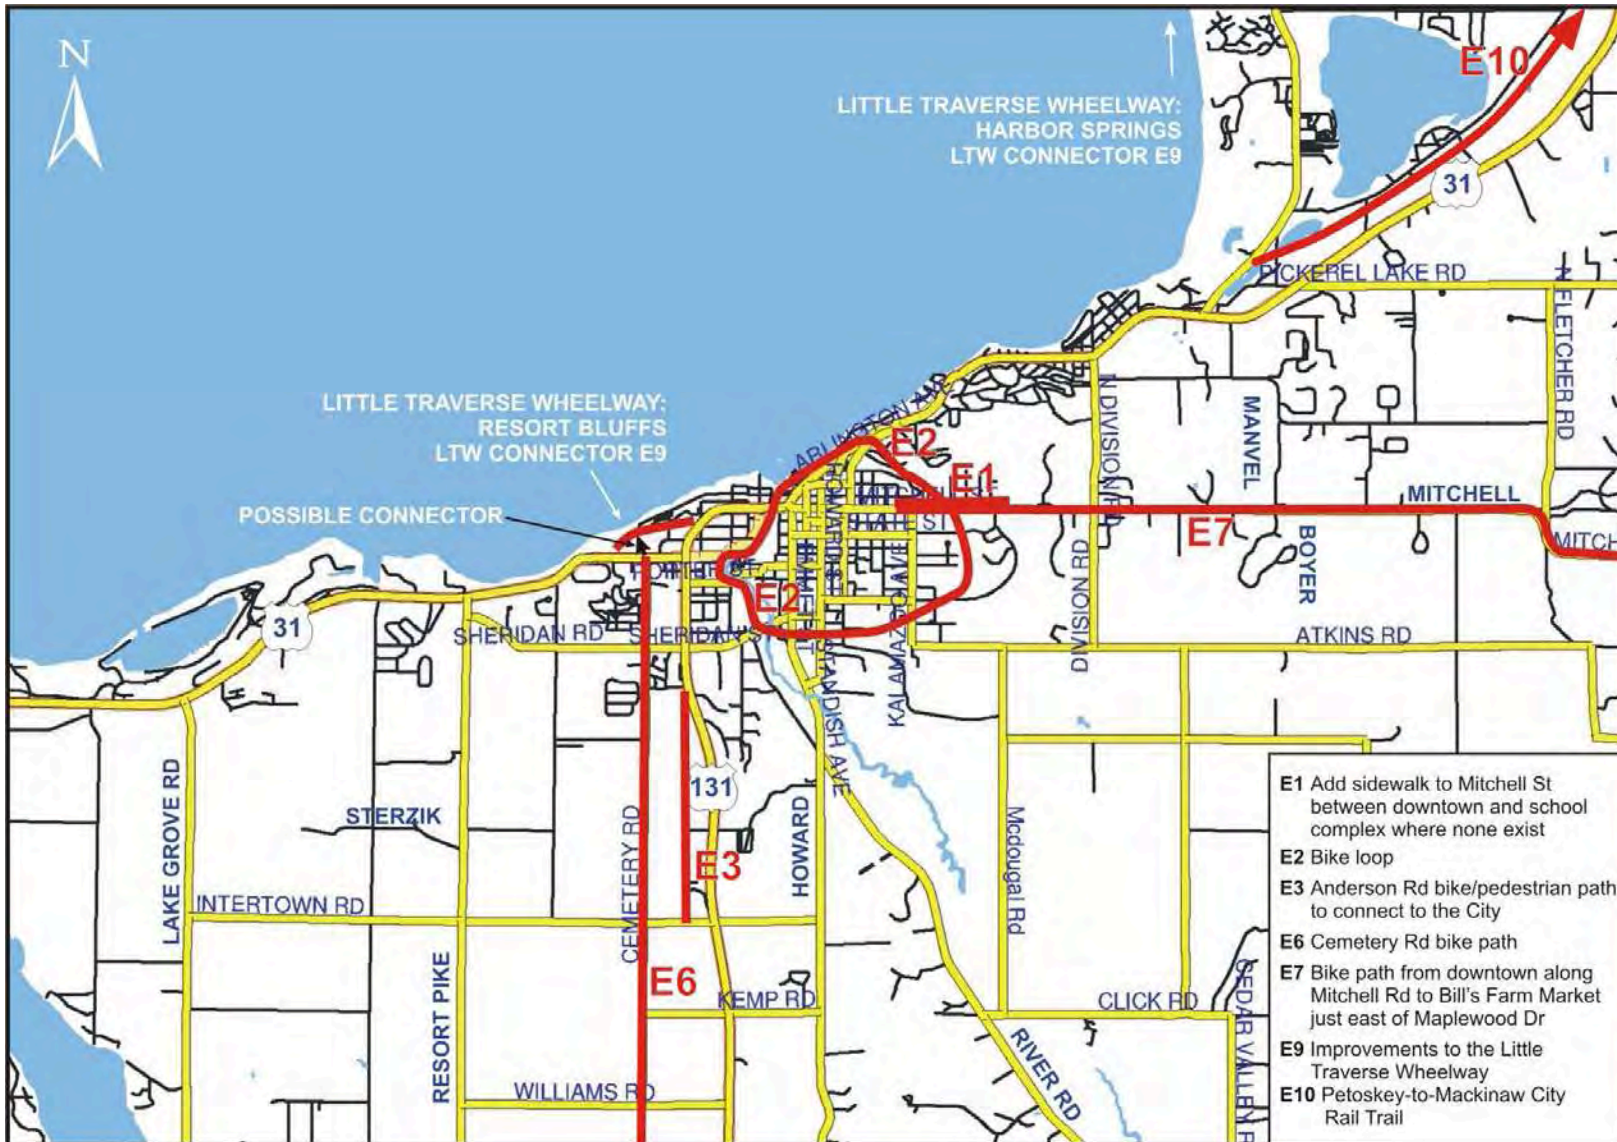 N
LITTLE TRAVERSE WHEELWAY:
HARBOR SPRINGS
LTW CONNECTOR E9
E10
31
PICKEREL LAKE RD
N FLETCHER RD
LITTLE TRAVERSE WHEELWAY:
RESORT BLUFFS
LTW CONNECTOR E9
POSSIBLE CONNECTOR
ARLINGTON AVE
E2
E1
N DIVISION RD
MANVEL
MITCHELL
HOWARD ST
E7
BOYER
MITCH
E2
31
SHERIDAN RD
SHERIDAN S
KALAMAZOO AVE
DIVISION RD
ATKINS RD
STANDISH AVE
131
LAKE GROVE RD
STERZIK
CEMETERY RD
HOWARD
Mcdougal Rd
E3
INTERTOWN RD
RESORT PIKE
E6
KEMP RD
CLICK RD
CEDAR VALLEY R
RIVER RD
WILLIAMS RD
E1 Add sidewalk to Mitchell St
between downtown and school
complex where none exist
E2 Bike loop
E3 Anderson Rd bike/pedestrian path
to connect to the City
E6 Cemetery Rd bike path
E7 Bike path from downtown along
Mitchell Rd to Bill's Farm Market
just east of Maplewood Dr
E9 Improvements to the Little
Traverse Wheelway
E10 Petoskey-to-Mackinaw City
Rail Trail